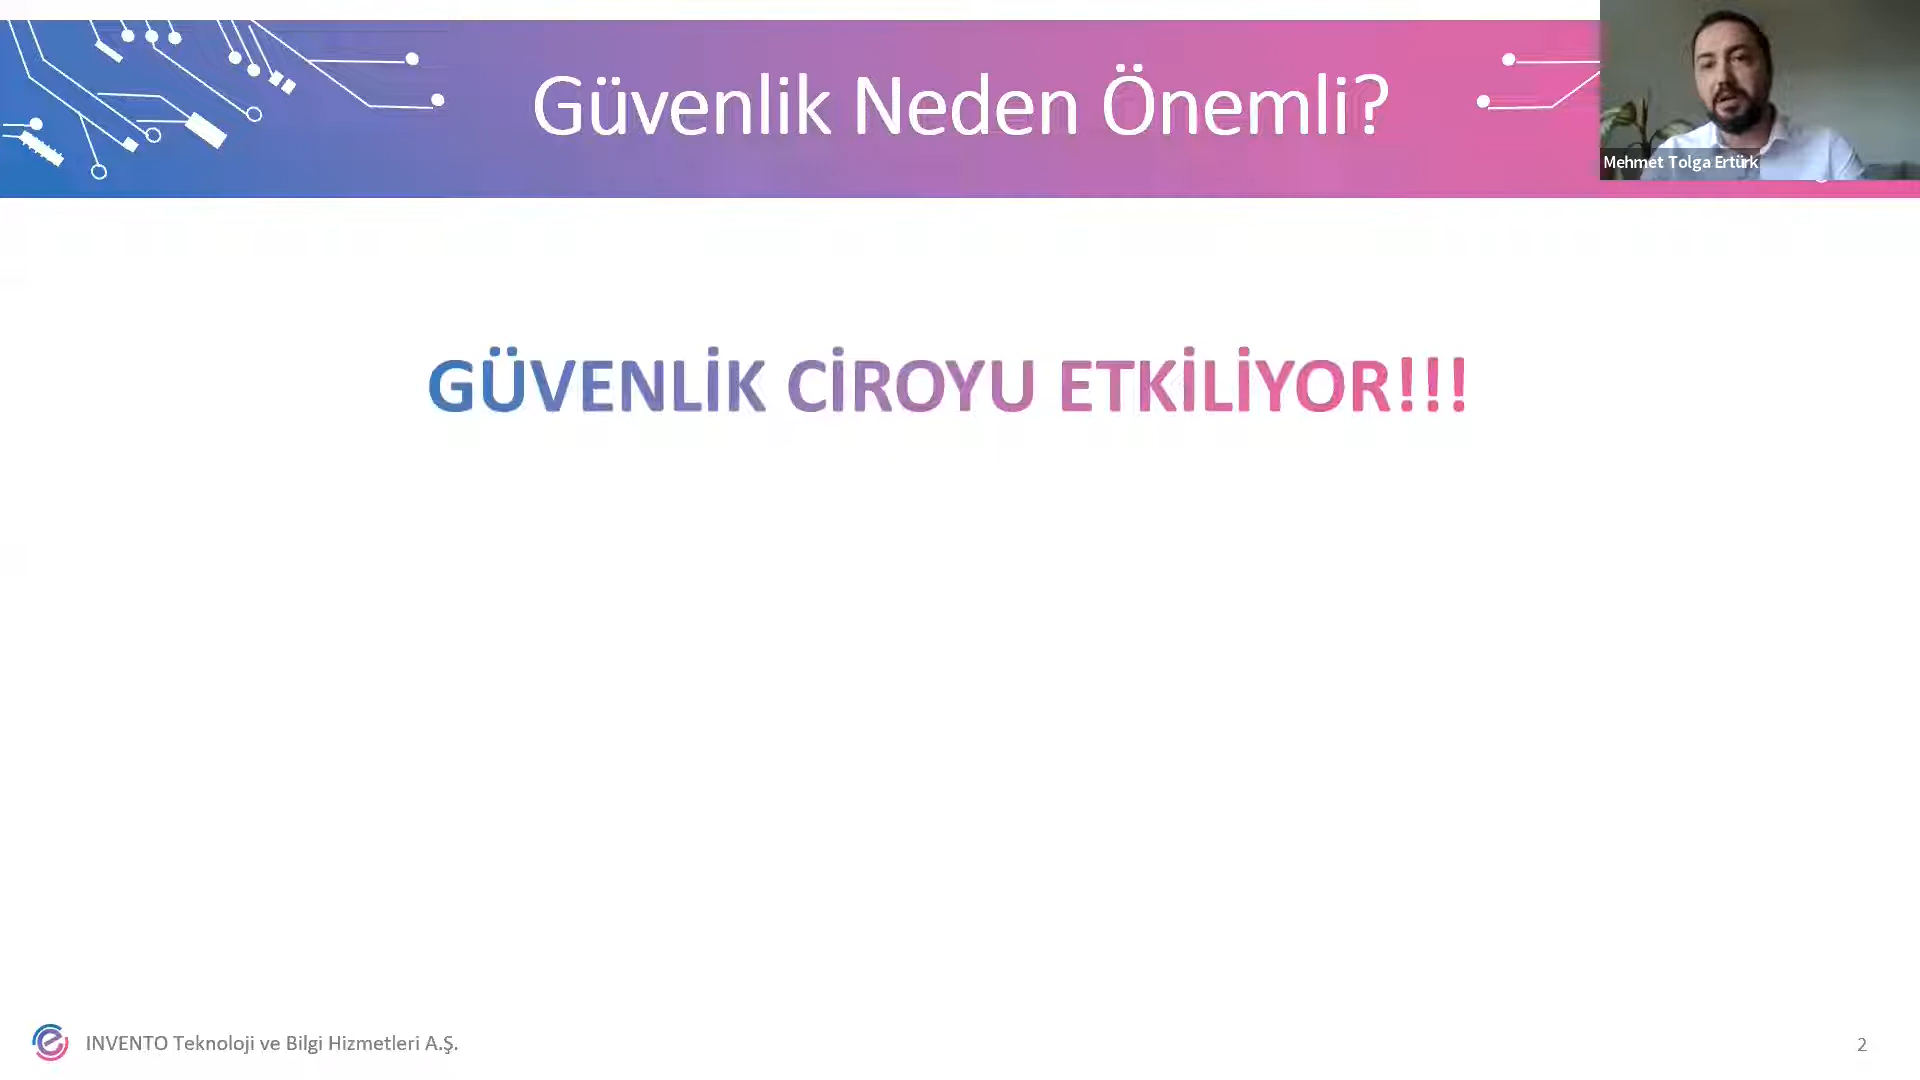 Güvenlik Neden Önemli?
Mehmet Tolga Ertürk
GÜVENLİK CİROYU ETKİLİYOR!!!
INVENTO Teknoloji ve Bilgi Hizmetleri A.Ş.
2